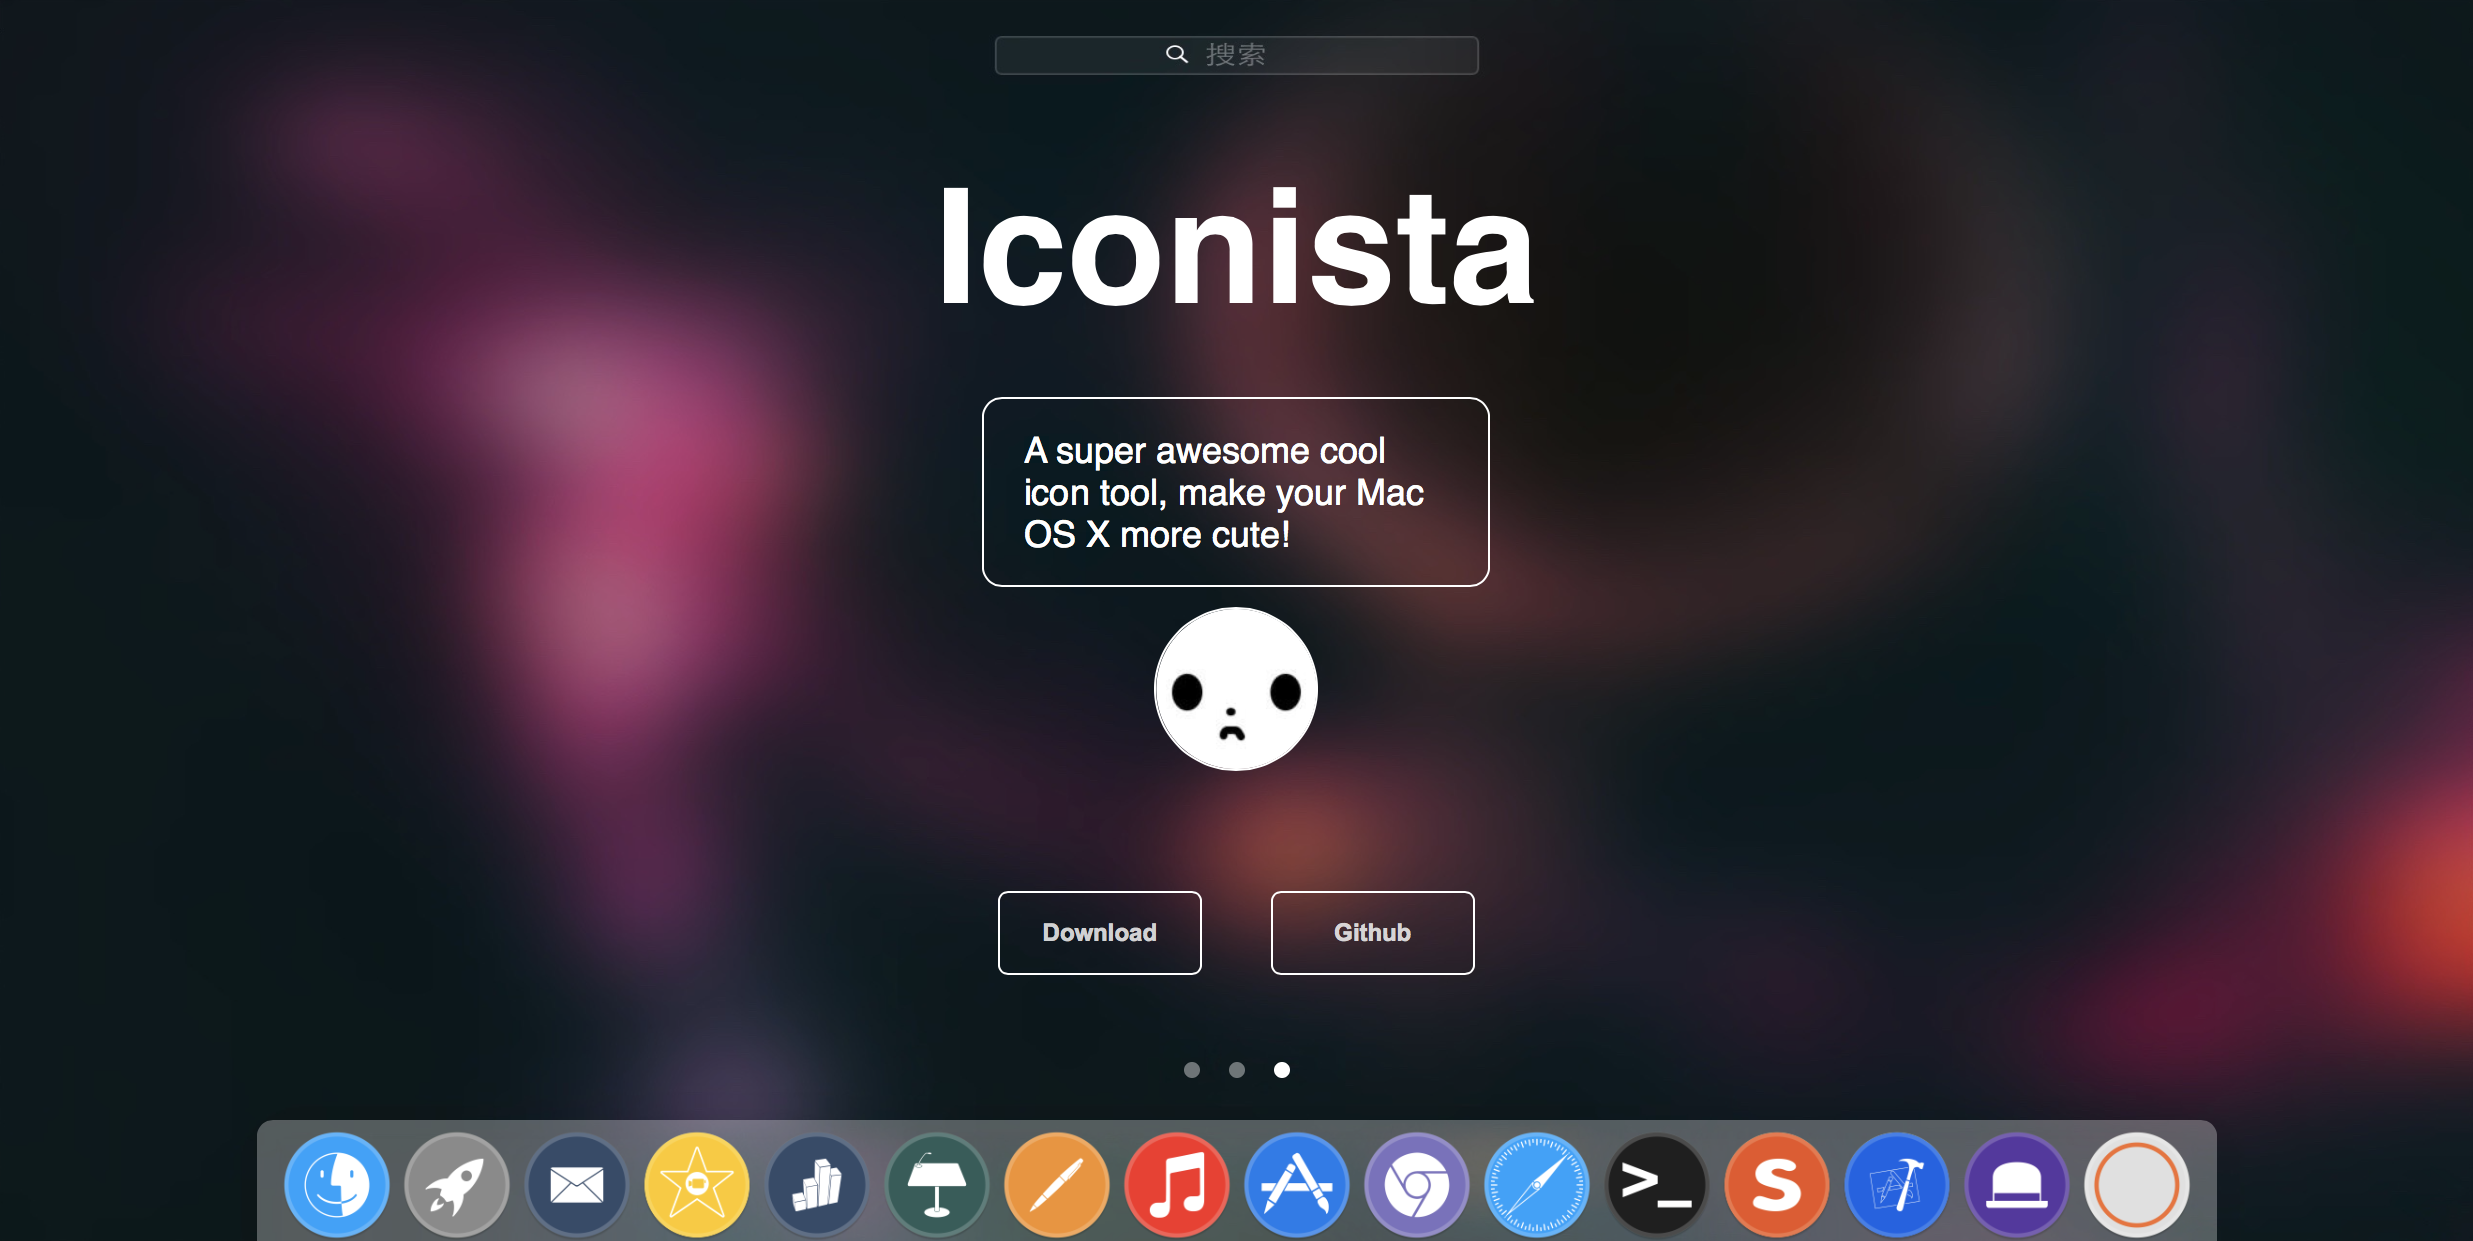 搜索
Iconista
A super awesome cool
icon tool, make your Mac
OS X more cute!
Download
Github
>_
S